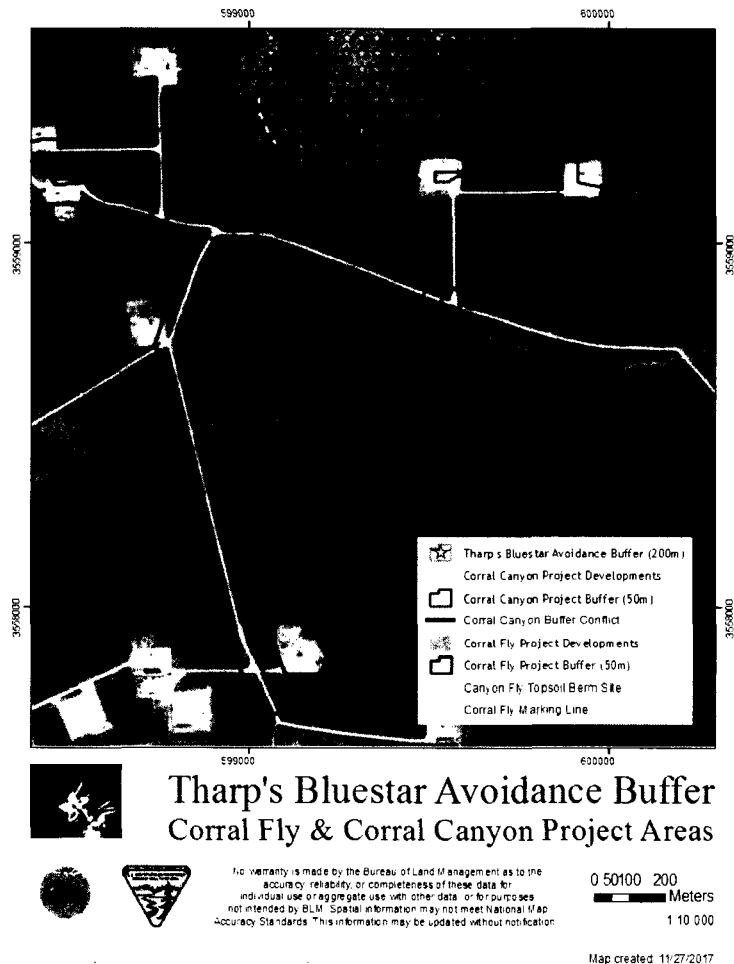 599000 609000
3559000 3559000
3558000 3558000
Tharp's Bluestar Avoidance Buffer (200m)
Corral Canyon Project Developments
Corral Canyon Project Buffer (50m)
Corral Canyon Buffer Conflict
Corral Fly Project Developments
Corral Fly Project Buffer (50m)
Canyon Fly Topsoil Berm Site
Corral Fly Marking Line
599000 600000
Tharp's Bluestar Avoidance Buffer
Corral Fly & Corral Canyon Project Areas
No warranty is made by the Bureau of Land Management as to the
accuracy, reliability, or completeness of these data for
individual use or aggregate use with other data, or for purposes
not intended by BLM. Spatial information may not meet National Map
Accuracy Standards. This information may be updated without notification.
0 50 100 200
Meters
1:10,000
Map created: 11/27/2017